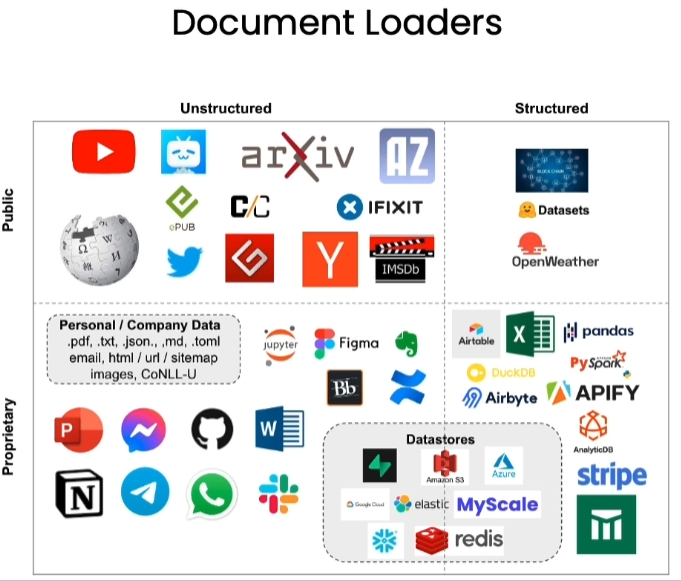 Document Loaders
Unstructured
Structured
Public
arXiv
AZ
BLOCK CHAIN
ePUB
C/C
IFIXIT
Datasets
W
Ω
И
Y
IMSDb
OpenWeather
Proprietary
Personal / Company Data
.pdf, .txt, .json., ,md, .toml
email, html / url / sitemap
images, CoNLL-U
jupyter
Figma
Airtable
X
pandas
Bb
DuckDB
PySpark
Airbyte
APIFY
P
W
Datastores
AnalyticDB
Amazon S3
Azure
stripe
N
Google Cloud
elastic
MyScale
redis